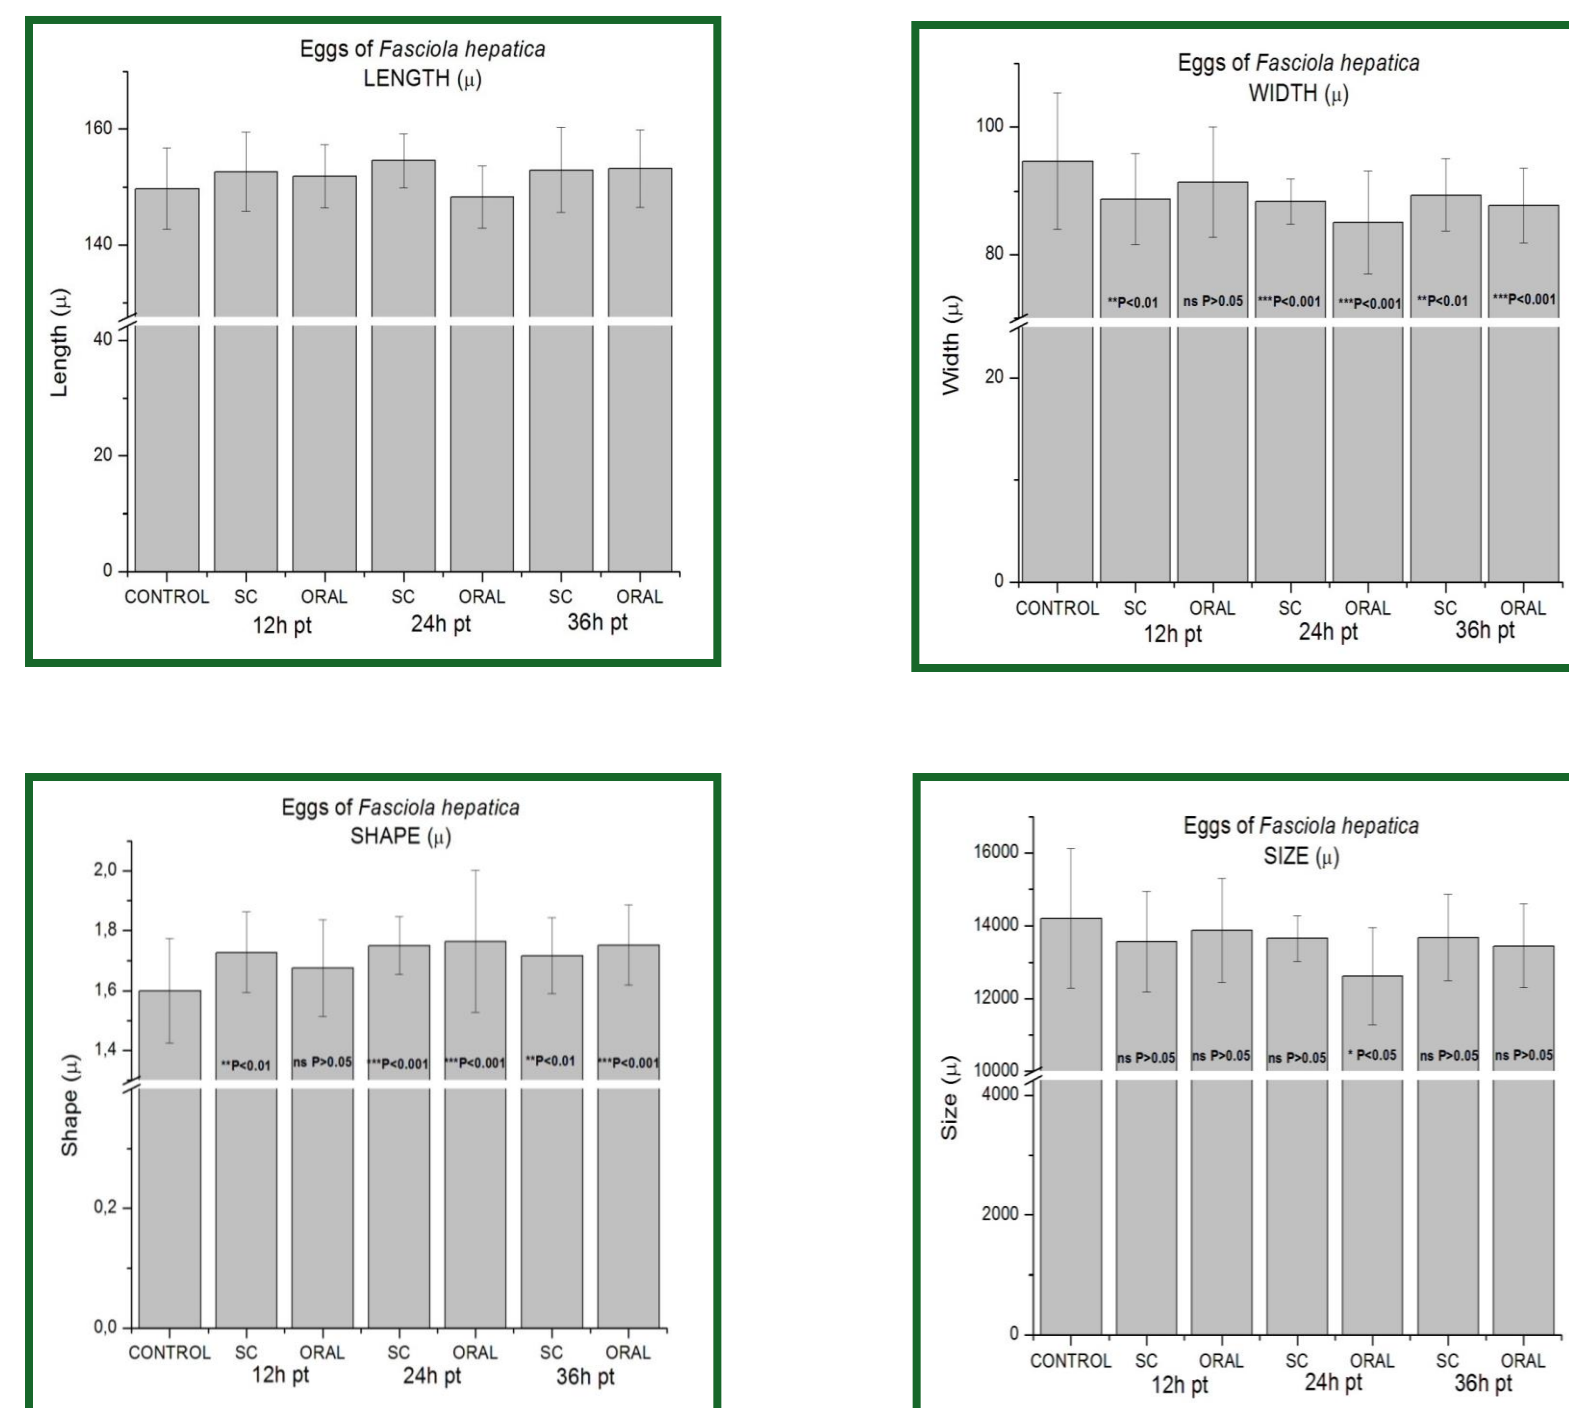 Eggs of Fasciola hepatica
LENGTH (μ)
160
140
40
20
0
Length (μ)
CONTROL SC ORAL SC ORAL SC ORAL
12h pt 24h pt 36h pt
Eggs of Fasciola hepatica
WIDTH (μ)
100
80
20
0
Width (μ)
**P<0.01 ns P>0.05 ***P<0.001 ***P<0.001 **P<0.01 ***P<0.001
CONTROL SC ORAL SC ORAL SC ORAL
12h pt 24h pt 36h pt
Eggs of Fasciola hepatica
SHAPE (μ)
2,0
1,8
1,6
1,4
0,2
0,0
Shape (μ)
**P<0.01 ns P>0.05 ***P<0.001 ***P<0.001 **P<0.01 ***P<0.001
CONTROL SC ORAL SC ORAL SC ORAL
12h pt 24h pt 36h pt
Eggs of Fasciola hepatica
SIZE (μ)
16000
14000
12000
10000
4000
2000
0
Size (μ)
ns P>0.05 ns P>0.05 ns P>0.05 * P<0.05 ns P>0.05 ns P>0.05
CONTROL SC ORAL SC ORAL SC ORAL
12h pt 24h pt 36h pt